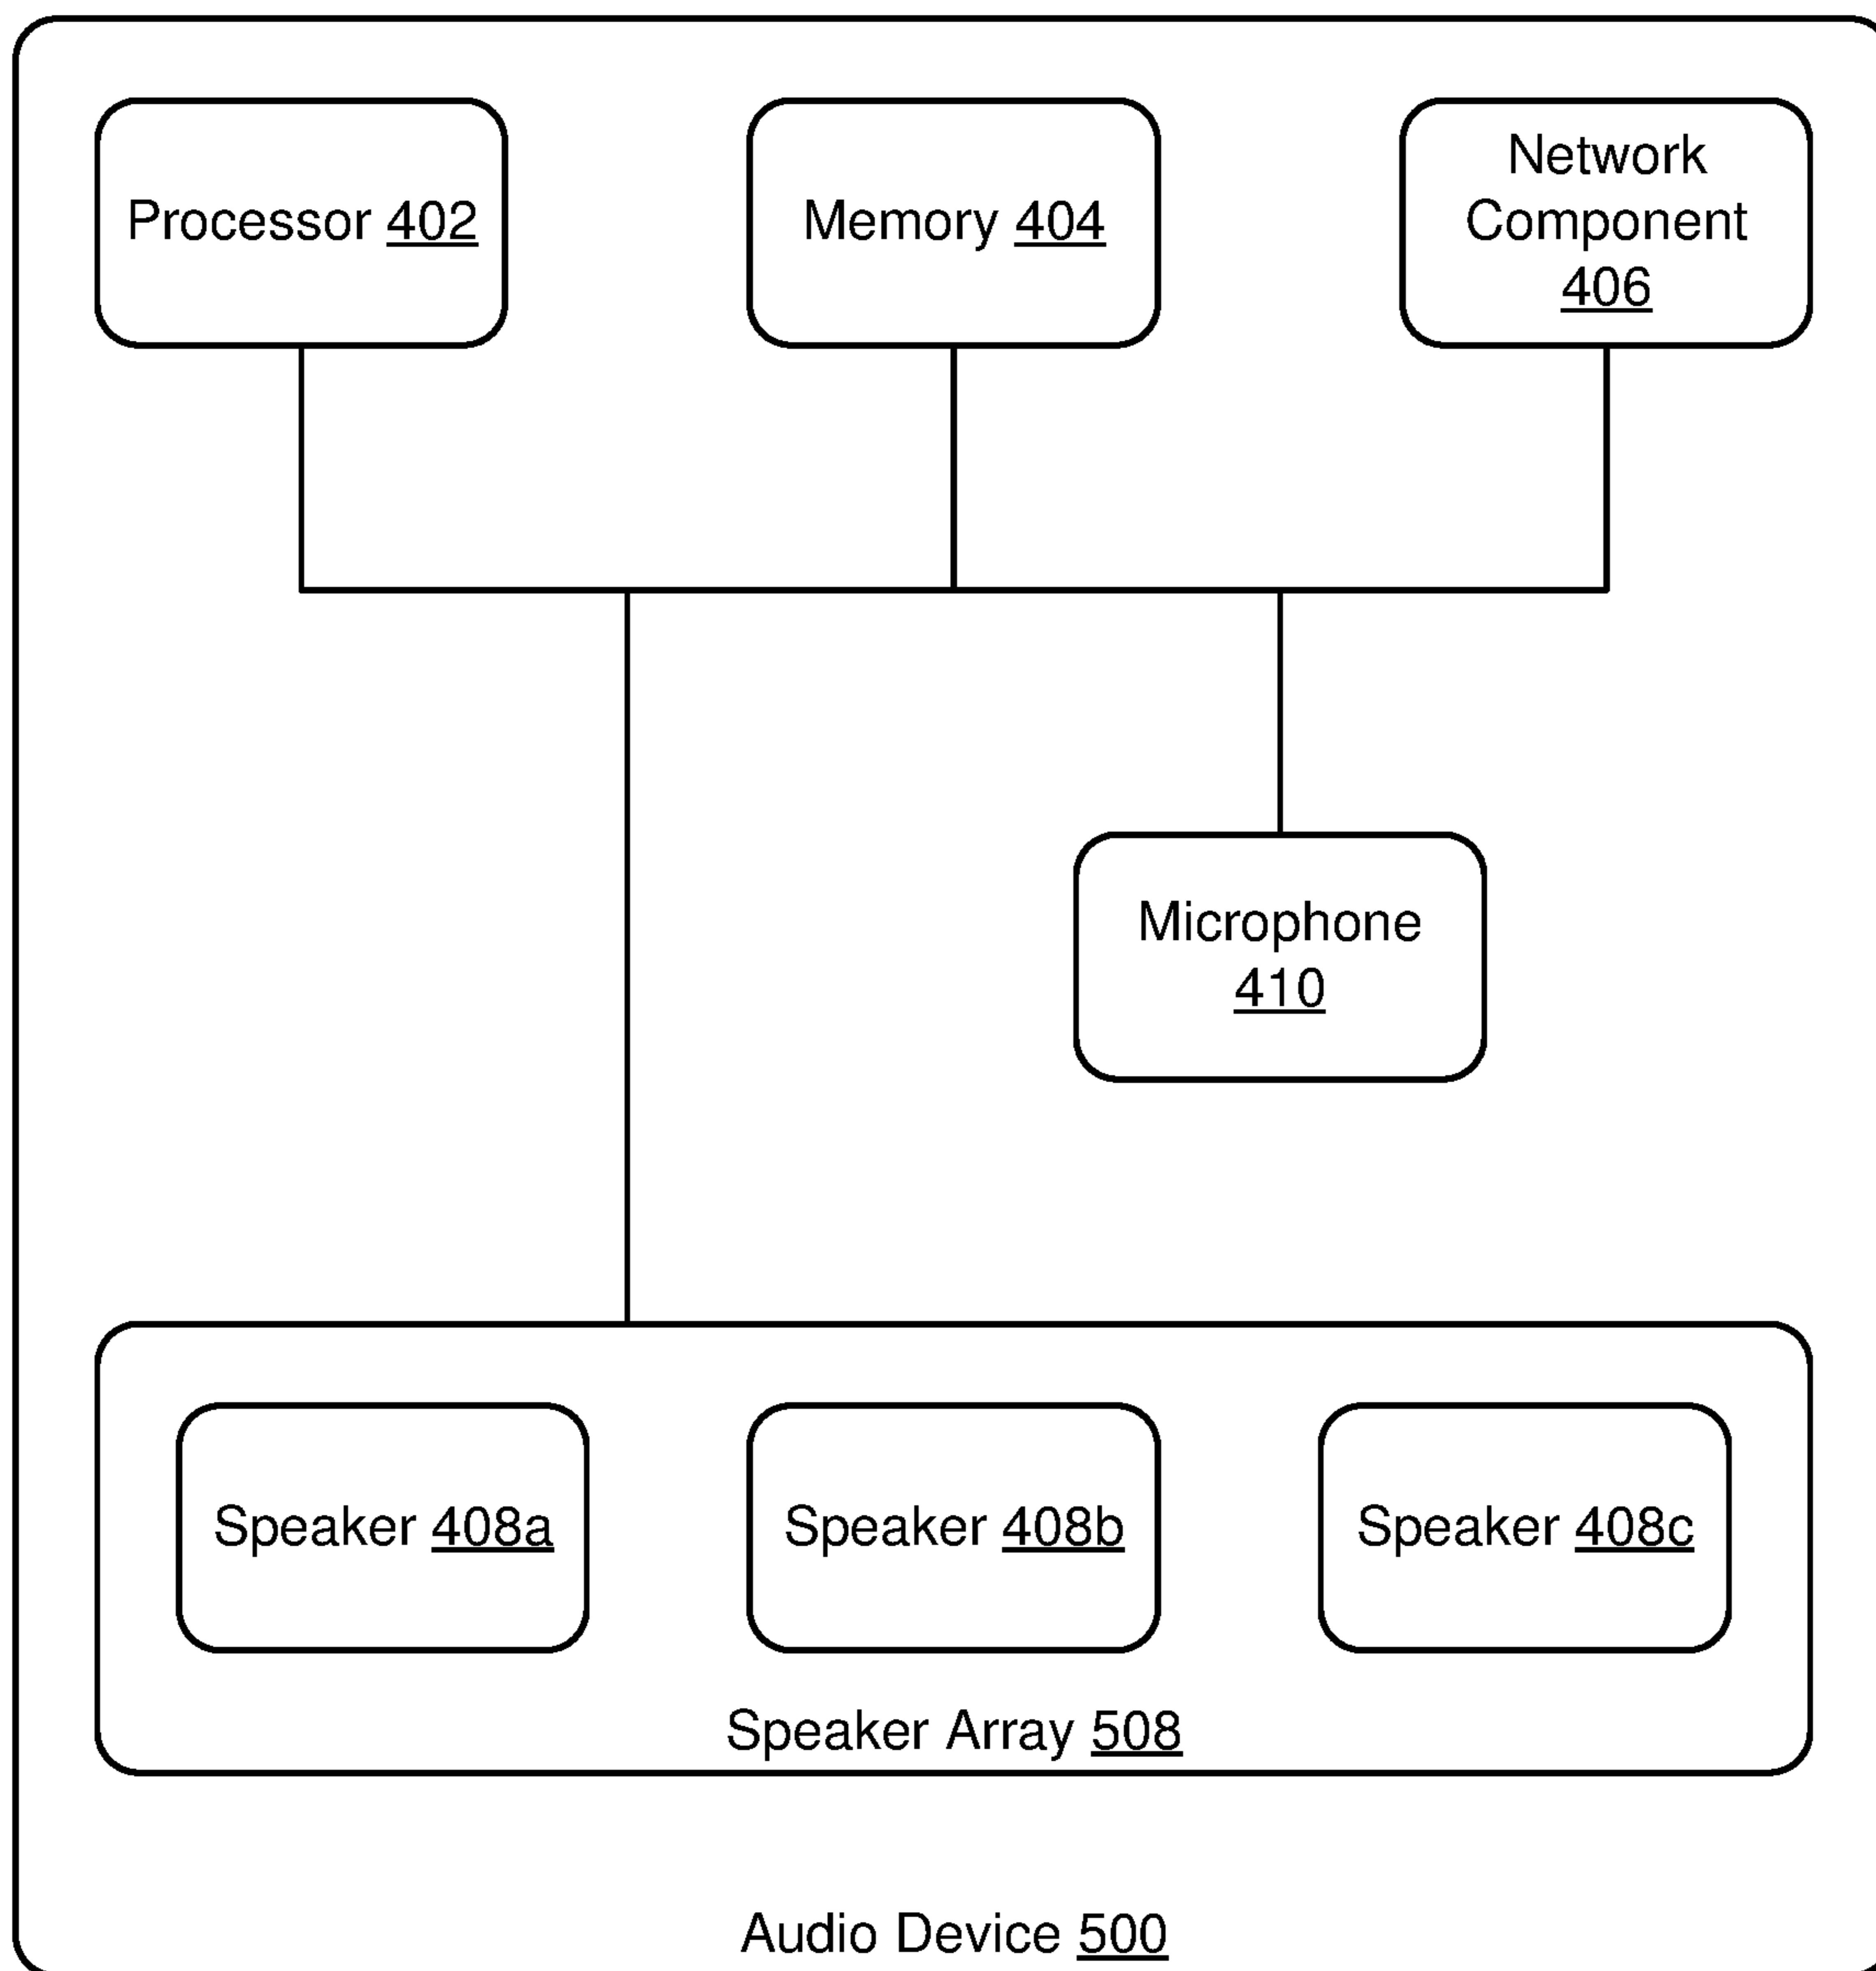 Processor 402
Memory 404
Network
Component
406
Microphone
410
Speaker 408a
Speaker 408b
Speaker 408c
Speaker Array 508
Audio Device 500